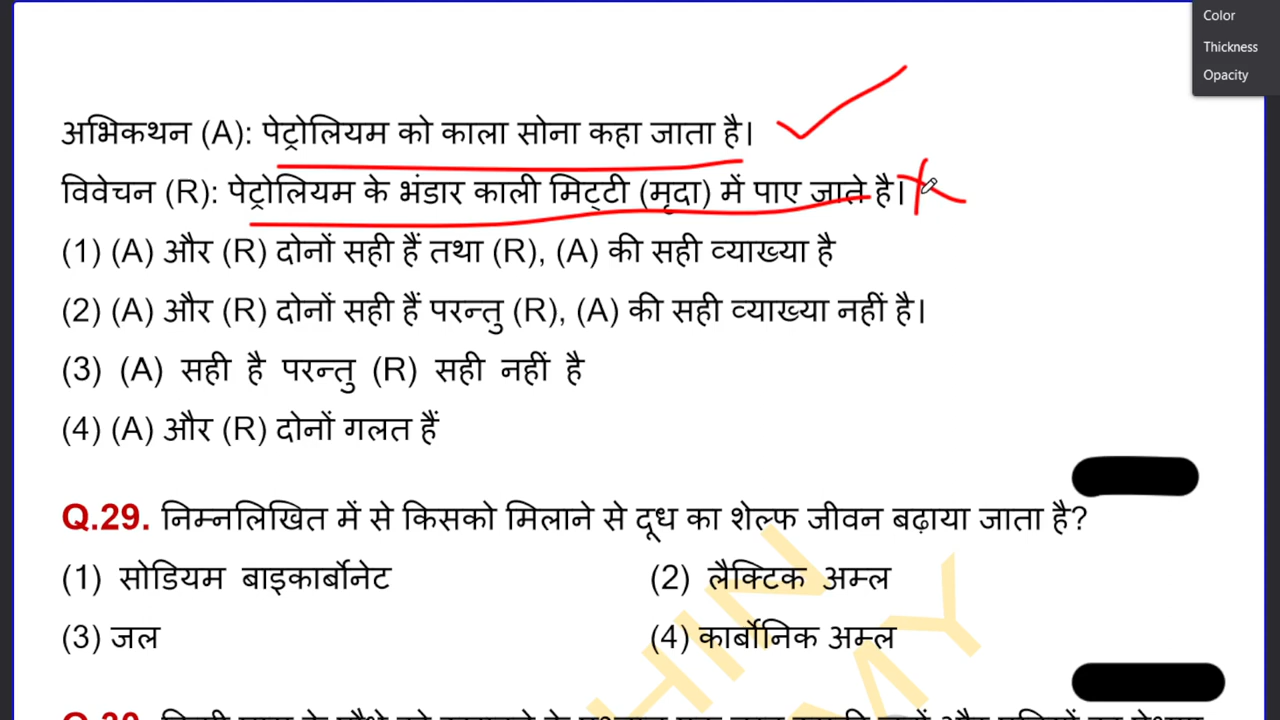 Color
Thickness
Opacity
अभिकथन (A): पेट्रोलियम को काला सोना कहा जाता है।
विवेचन (R): पेट्रोलियम के भंडार काली मिट्टी (मृदा) में पाए जाते है।
(1) (A) और (R) दोनों सही हैं तथा (R), (A) की सही व्याख्या है
(2) (A) और (R) दोनों सही हैं परन्तु (R), (A) की सही व्याख्या नहीं है।
(3) (A) सही है परन्तु (R) सही नहीं है
(4) (A) और (R) दोनों गलत हैं
Q.29. निम्नलिखित में से किसको मिलाने से दूध का शेल्फ जीवन बढ़ाया जाता है?
(1) सोडियम बाइकार्बोनेट (2) लैक्टिक अम्ल
(3) जल (4) कार्बोनिक अम्ल
Q.30.